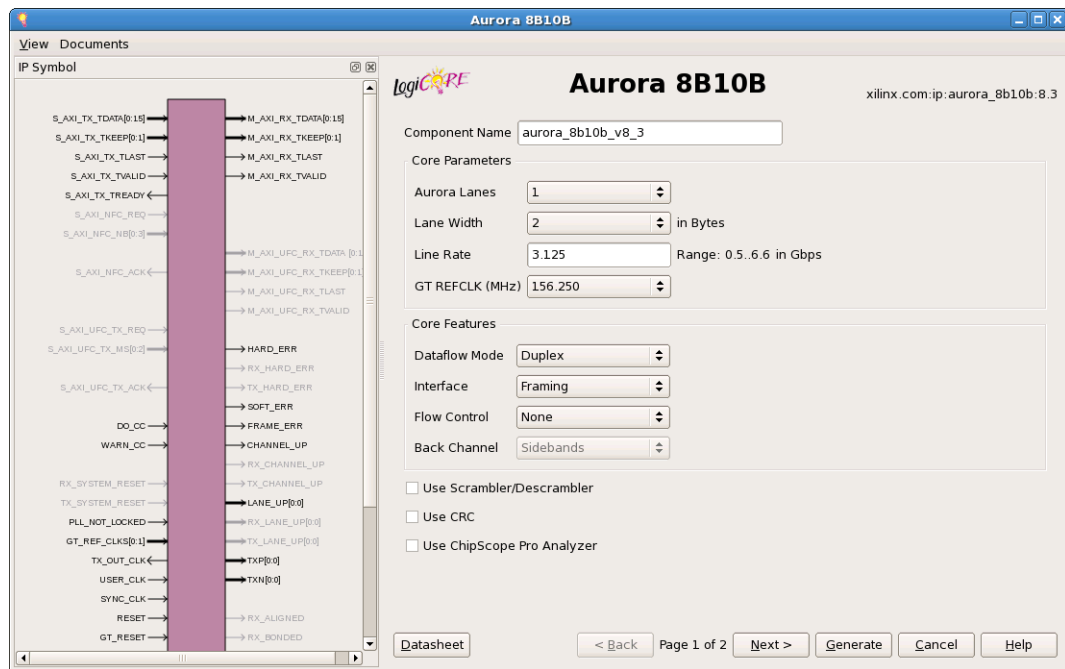 Aurora 8B10B
View Documents
IP Symbol
S_AXI_TX_TDATA[0:15]
S_AXI_TX_TKEEP[0:1]
S_AXI_TX_TLAST
S_AXI_TX_TVALID
S_AXI_TX_TREADY
S_AXI_NFC_REQ
S_AXI_NFC_NB[0:3]
S_AXI_NFC_ACK
S_AXI_UFC_TX_REQ
S_AXI_UFC_TX_MS[0:2]
S_AXI_UFC_TX_ACK
DO_CC
WARN_CC
RX_SYSTEM_RESET
TX_SYSTEM_RESET
PLL_NOT_LOCKED
GT_REF_CLKS[0:1]
TX_OUT_CLK
USER_CLK
SYNC_CLK
RESET
GT_RESET
M_AXI_RX_TDATA[0:15]
M_AXI_RX_TKEEP[0:1]
M_AXI_RX_TLAST
M_AXI_RX_TVALID
M_AXI_UFC_RX_TDATA [0:1
M_AXI_UFC_RX_TKEEP[0:1
M_AXI_UFC_RX_TLAST
M_AXI_UFC_RX_TVALID
HARD_ERR
RX_HARD_ERR
TX_HARD_ERR
SOFT_ERR
FRAME_ERR
CHANNEL_UP
RX_CHANNEL_UP
TX_CHANNEL_UP
LANE_UP[0:0]
RX_LANE_UP[0:0]
TX_LANE_UP[0:0]
TXP[0:0]
TXN[0:0]
RX_ALIGNED
RX_BONDED
LogiCORE
Aurora 8B10B
xilinx.com:ip:aurora_8b10b:8.3
Component Name aurora_8b10b_v8_3
Core Parameters
Aurora Lanes 1
Lane Width 2 in Bytes
Line Rate 3.125 Range: 0.5..6.6 in Gbps
GT REFCLK (MHz) 156.250
Core Features
Dataflow Mode Duplex
Interface Framing
Flow Control None
Back Channel Sidebands
Use Scrambler/Descrambler
Use CRC
Use ChipScope Pro Analyzer
Datasheet < Back Page 1 of 2 Next > Generate Cancel Help